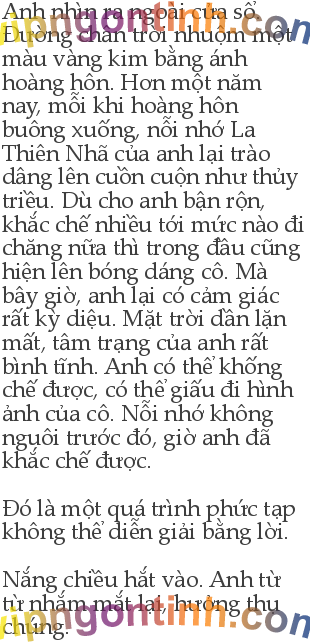 Anh nhìn ra ngoài cửa sổ.
Đường chân trời nhuộm một
màu vàng kim bằng ánh
hoàng hôn. Hơn một năm
nay, mỗi khi hoàng hôn
buông xuống, nỗi nhớ La
Thiên Nhã của anh lại trào
dâng lên cuồn cuộn như thủy
triều. Dù cho anh bận rộn,
khắc chế nhiều tới mức nào đi
chăng nữa thì trong đầu cũng
hiện lên bóng dáng cô. Mà
bây giờ, anh lại có cảm giác
rất kỳ diệu. Mặt trời dần lặn
mất, tâm trạng của anh rất
bình tĩnh. Anh có thể khống
chế được, có thể giấu đi hình
ảnh của cô. Nỗi nhớ không
nguôi trước đó, giờ anh đã
khắc chế được.
Đó là một quá trình phức tạp
không thể diễn giải bằng lời.
Nắng chiều hắt vào. Anh từ
từ nhắm mắt lại, hưởng thụ
chúng.
vipngontinh.com
vipngontinh.com